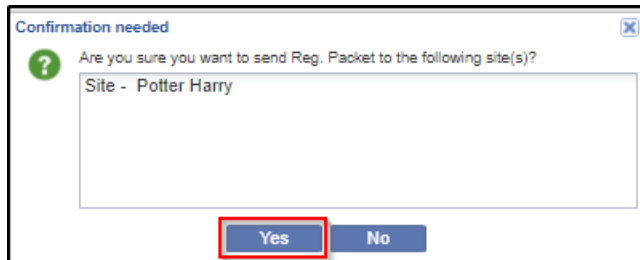 Confirmation needed
Are you sure you want to send Reg. Packet to the following site(s)?
Site - Potter Harry
Yes No